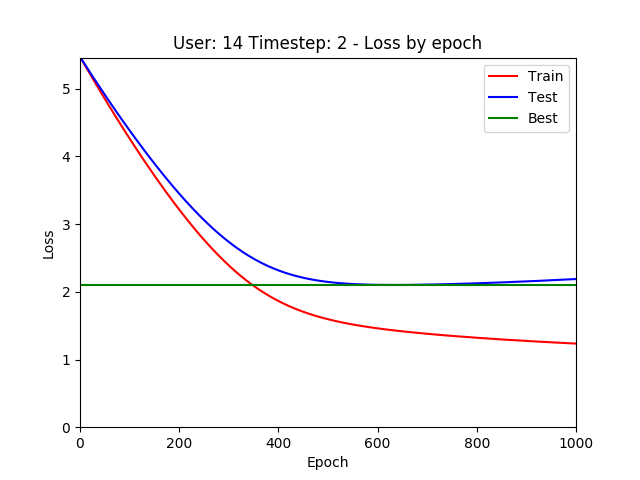 User: 14 Timestep: 2 - Loss by epoch
Train
Test
Best
Loss
5
4
3
2
1
0
0 200 400 600 800 1000
Epoch